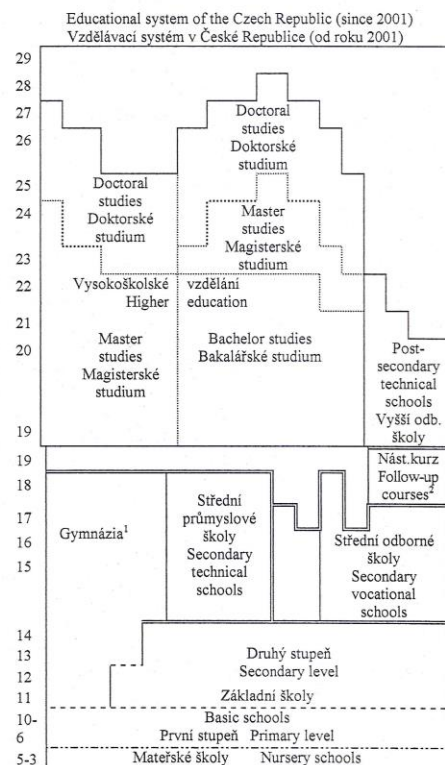 Educational system of the Czech Republic (since 2001)
Vzdělávací systém v České Republice (od roku 2001)
29
28
27
26
25
24
23
22
21
20
19
19
18
17
16
15
14
13
12
11
10-
6
5-3
Doctoral
studies
Doktorské
studium
Doctoral
studies
Doktorské
studium
Master
studies
Magisterské
studium
Vysokoškolské vzdělání
Higher education
Master
studies
Magisterské
studium
Bachelor studies
Bakalářské studium
Post-
secondary
technical
schools
Vyšší odb.
školy
Nást.kurz
Follow-up
courses²
Gymnázia¹
Střední
průmyslové
školy
Secondary
technical
schools
Střední odborné
školy
Secondary
vocational
schools
Druhý stupeň
Secondary level
Základní školy
Basic schools
První stupeň Primary level
Mateřské školy Nursery schools